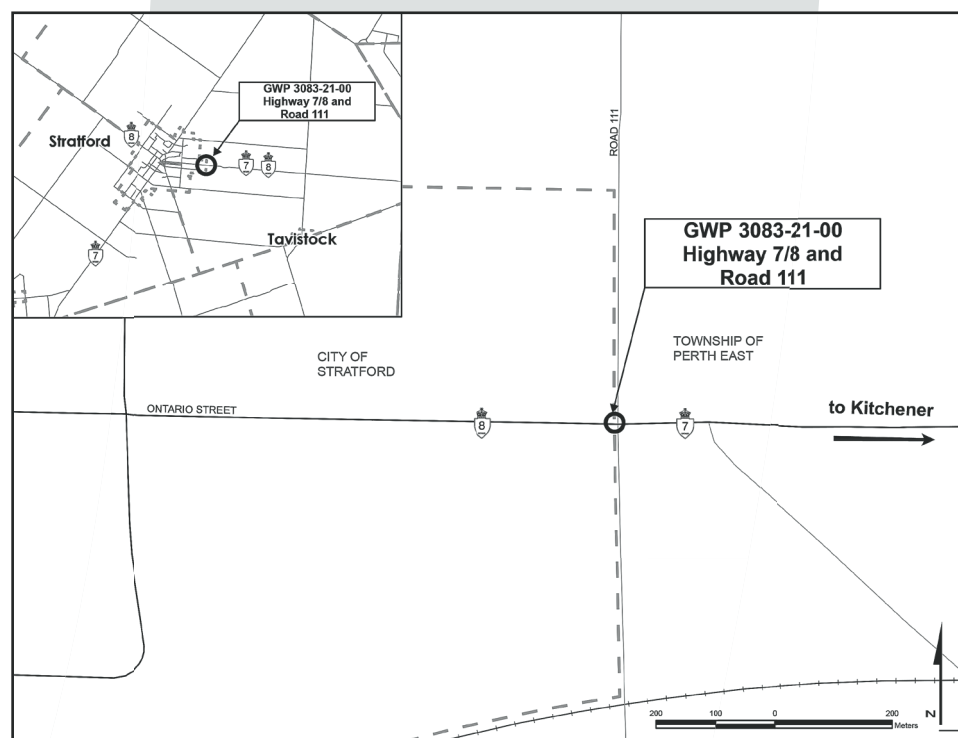 GWP 3083-21-00
Highway 7/8 and
Road 111
8
Stratford
7
8
Tavistock
7
ROAD 111
GWP 3083-21-00
Highway 7/8 and
Road 111
CITY OF
STRATFORD
TOWNSHIP OF
PERTH EAST
ONTARIO STREET
8
7
to Kitchener
200
100
0
200
Meters
N